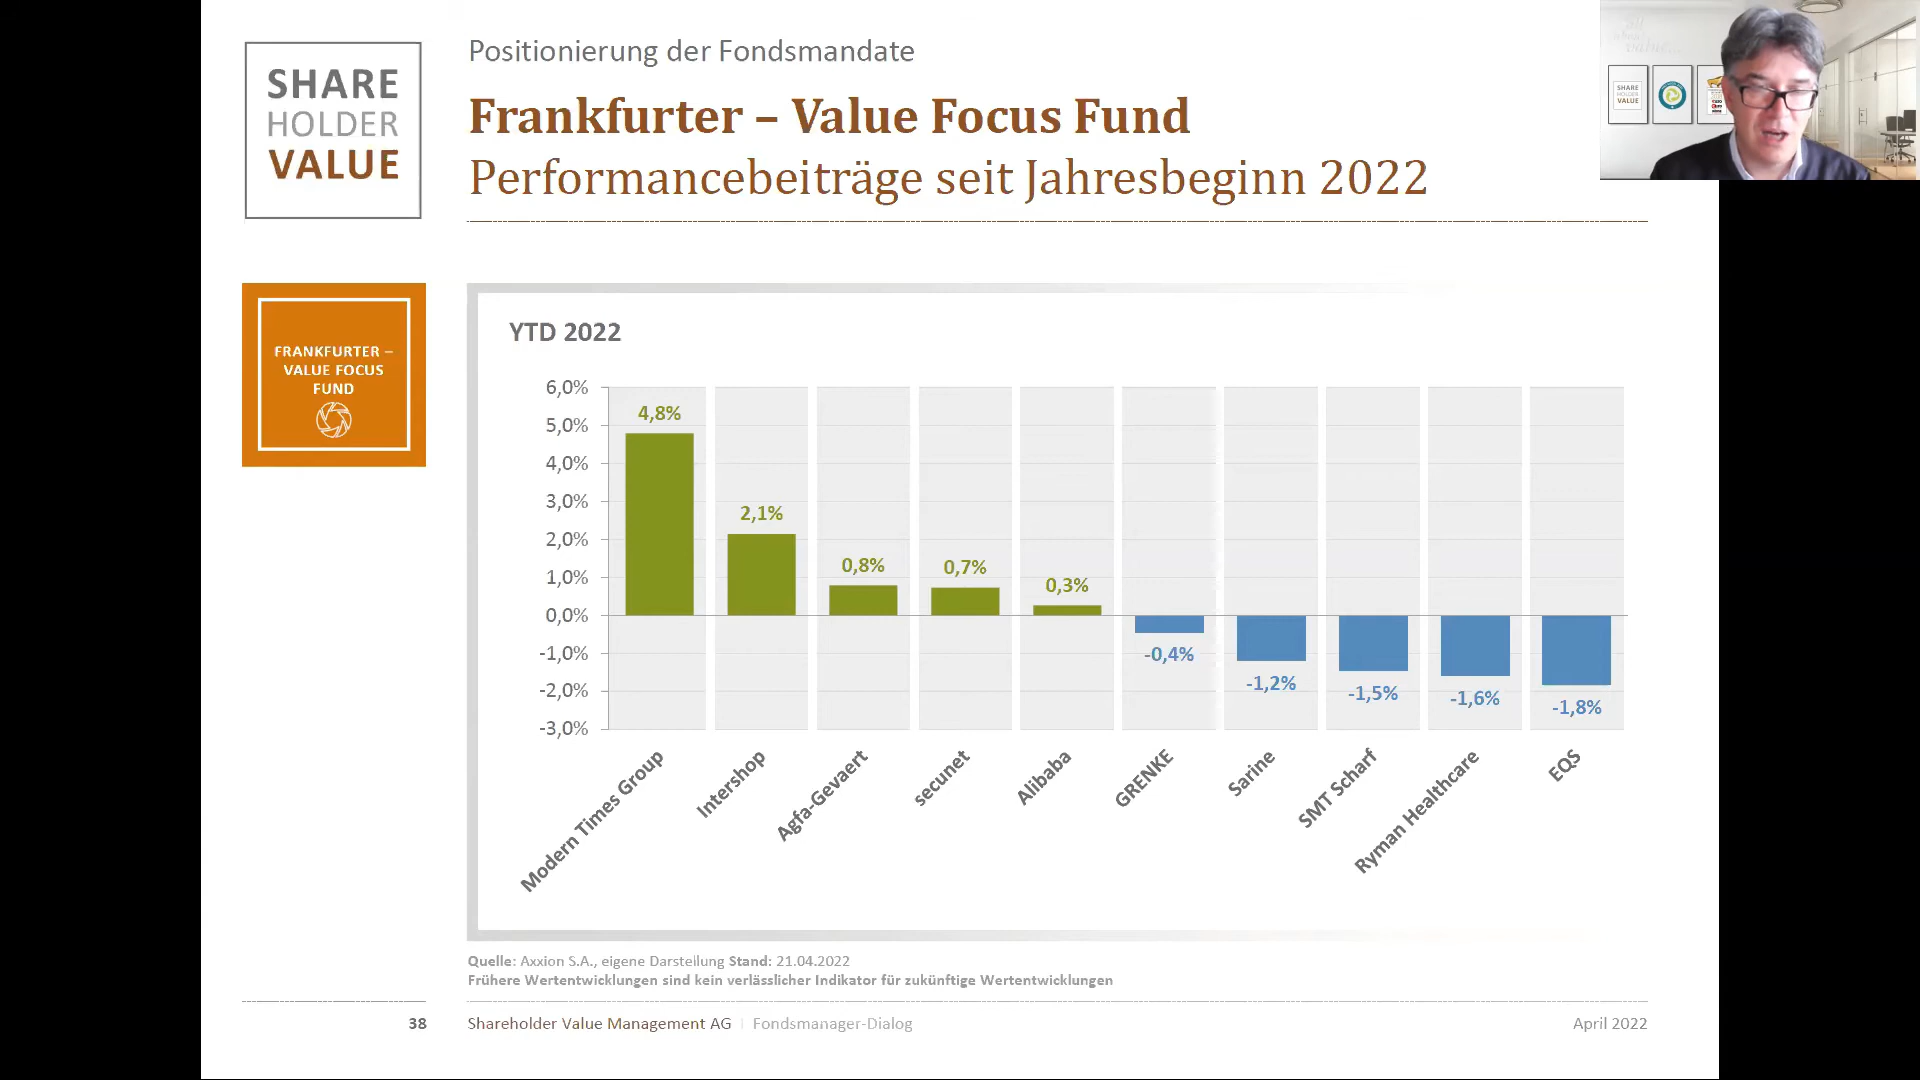 SHARE
HOLDER
VALUE
Positionierung der Fondsmandate
Frankfurter – Value Focus Fund
Performancebeiträge seit Jahresbeginn 2022
SHARE
HOLDER
VALUE
FRANKFURTER –
VALUE FOCUS
FUND
YTD 2022
6,0%
5,0%
4,0%
3,0%
2,0%
1,0%
0,0%
-1,0%
-2,0%
-3,0%
4,8%
2,1%
0,8%
0,7%
0,3%
-0,4%
-1,2%
-1,5%
-1,6%
-1,8%
Modern Times Group
Intershop
Agfa-Gevaert
secunet
Alibaba
GRENKE
Sarine
SMT Scharf
Ryman Healthcare
EQS
Quelle: Axxion S.A., eigene Darsteilung Stand: 21.04.2022
Frühere Wertentwicklungen sind kein verlässlicher Indikator für zukünftige Wertentwicklungen
38
Shareholder Value Management AG | Fondsmanager-Dialog
April 2022